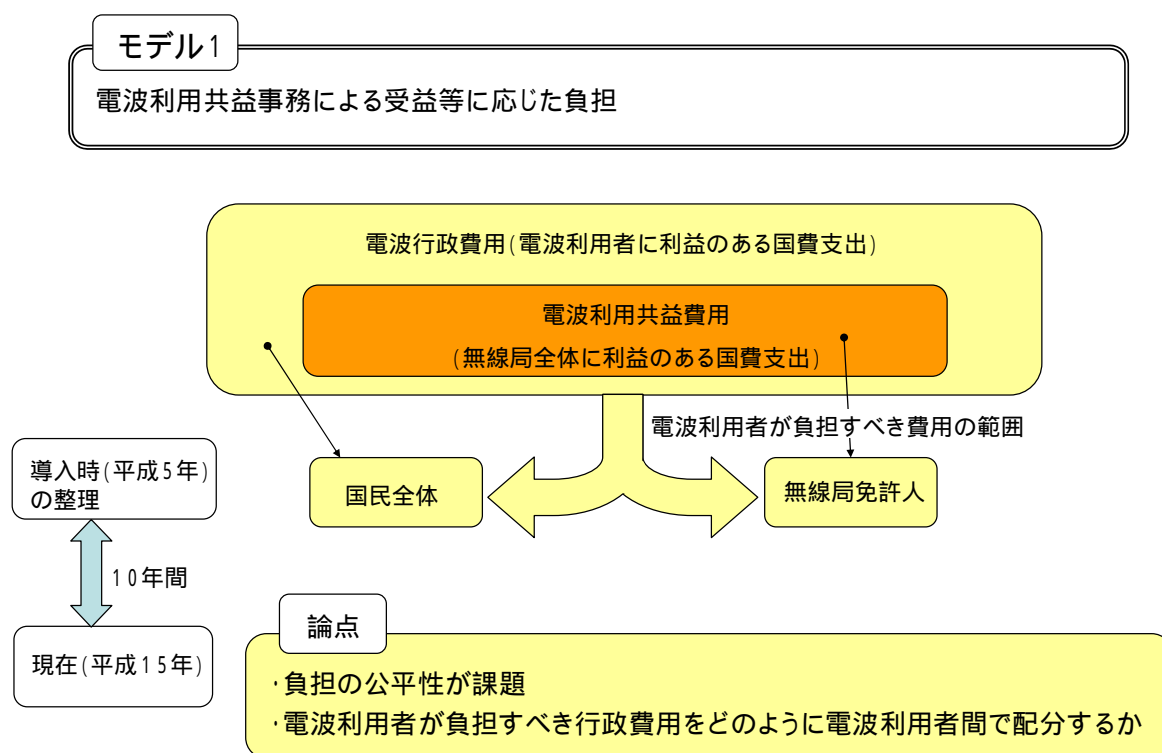 モデル1
電波利用共益事務による受益等に応じた負担
電波行政費用(電波利用者に利益のある国費支出)
電波利用共益費用
(無線局全体に利益のある国費支出)
電波利用者が負担すべき費用の範囲
国民全体
無線局免許人
導入時(平成5年)
の整理
10年間
現在(平成15年)
論点
・負担の公平性が課題
・電波利用者が負担すべき行政費用をどのように電波利用者間で配分するか